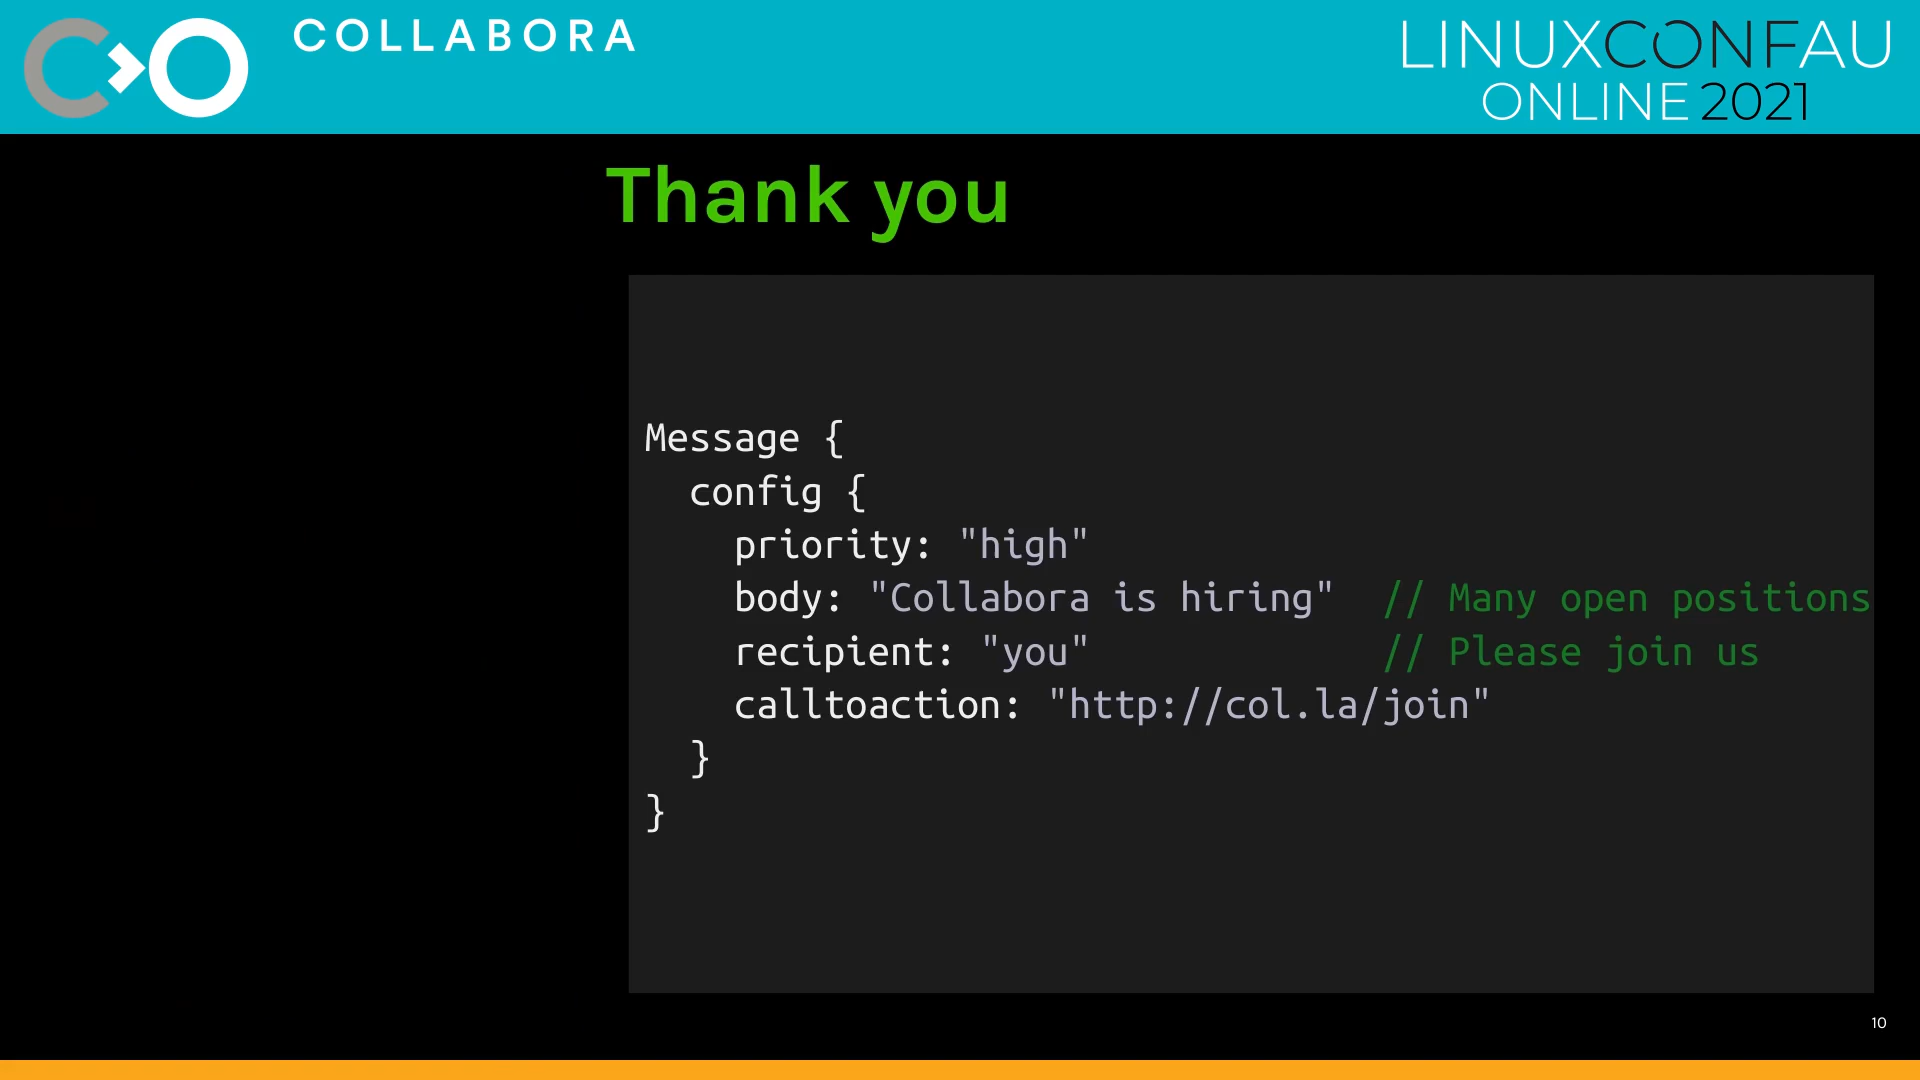 COLLABORA
LINUXCONFAU
ONLINE 2021
Thank you
Message {
config {
priority: "high"
body: "Collabora is hiring" // Many open positions
recipient: "you" // Please join us
calltoaction: "http://col.la/join"
}
}
10